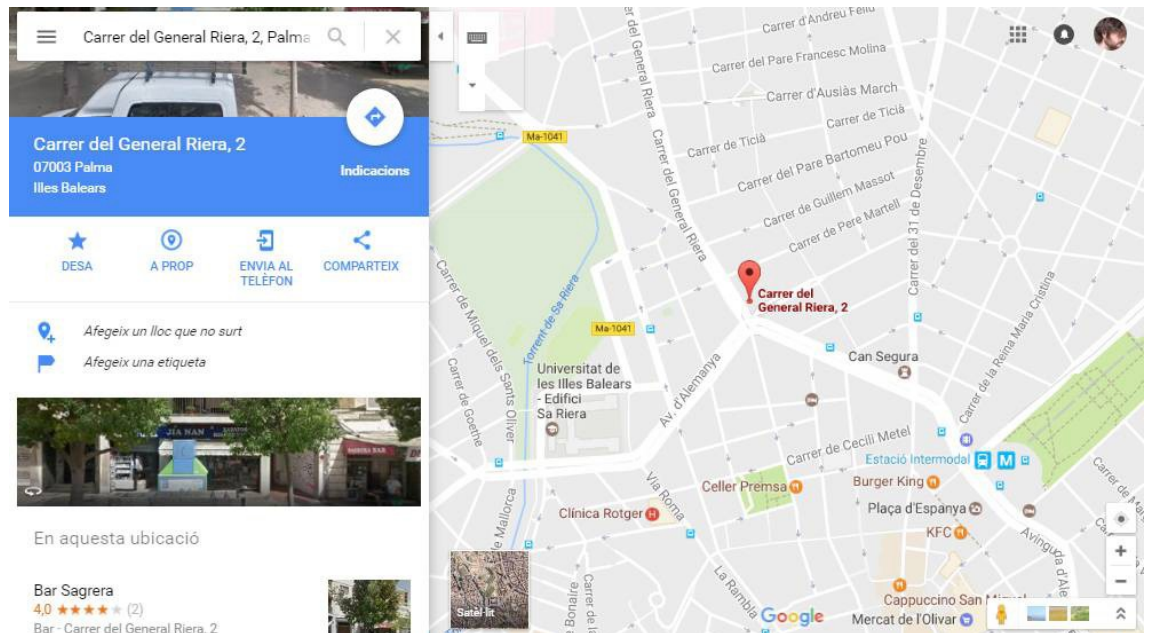 Carrer del General Riera, 2, Palma
Carrer del General Riera, 2
07003 Palma
Illes Balears
Indicacions
DESA
A PROP
ENVIA AL
TELÈFON
COMPARTEIX
Afegeix un lloc que no surt
Afegeix una etiqueta
JIA NAN
En aquesta ubicació
Bar Sagrera
4,0 ★★★★★ (2)
Bar - Carrer del General Riera, 2
Carrer d'Andreu Feliu
Carrer del Pare Francesc Molina
Carrer d'Ausiàs March
Carrer de Ticià
Carrer de Ticià
Carrer del Pare Bartomeu Pou
Carrer de Guillem Massot
Carrer de Pere Martell
Carrer del 31 de Desembre
Carrer del General Riera
Carrer del General Riera
Ma-1041
Carrer del
General Riera, 2
Ma-1041
Torrent de Sa Riera
Carrer de Miquel dels Sants Oliver
Carrer de Goethe
Universitat de
les Illes Balears
- Edifici
Sa Riera
Av. d'Alemanya
Can Segura
Carrer de la Reina Maria Cristina
Carrer de Cecili Metel
Estació Intermodal
M
Celler Premsa
Burger King
Via Roma
Clínica Rotger
H
Plaça d'Espanya
KFC
La Rambla
Cappuccino San Miguel
Mercat de l'Olivar
Satèl·lit
Google